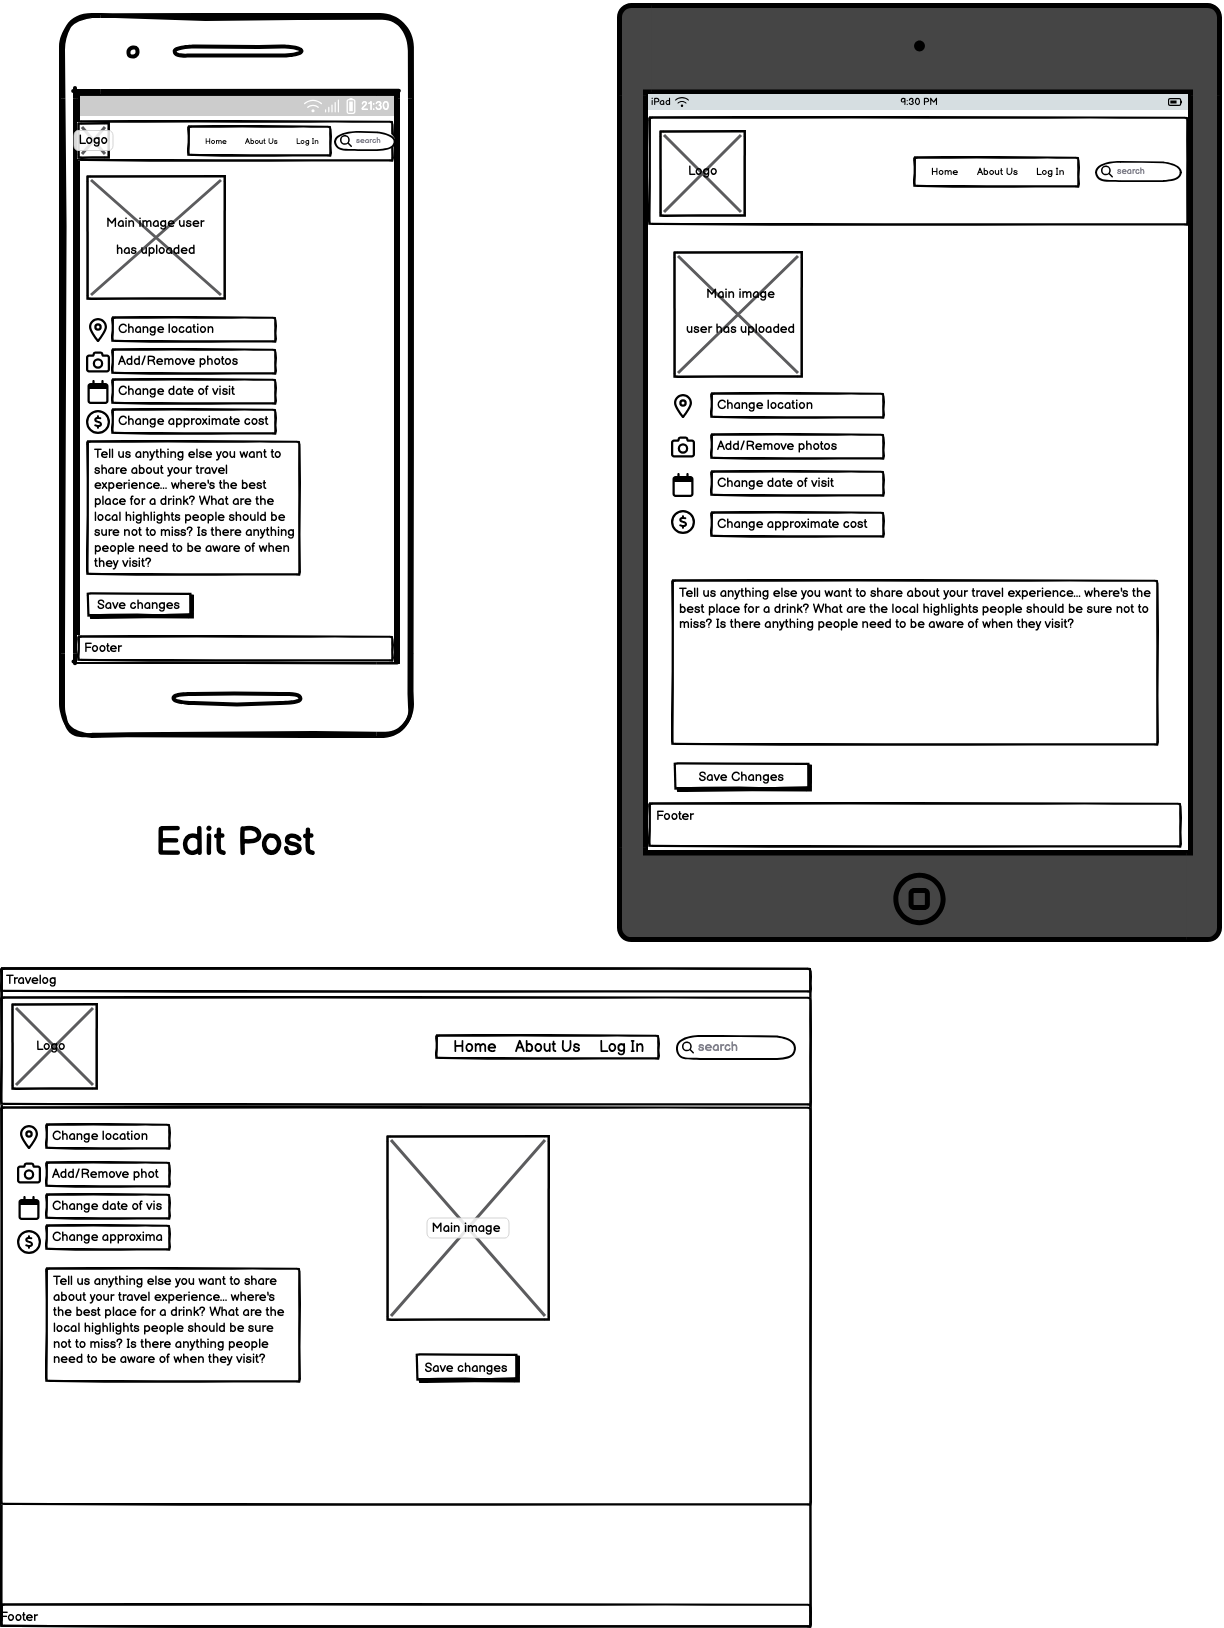 21:30
Logo
Home About Us Log In search
Main image user
has uploaded
Change location
Add/Remove photos
Change date of visit
Change approximate cost
Tell us anything else you want to
share about your travel
experience... where's the best
place for a drink? What are the
local highlights people should be
sure not to miss? Is there anything
people need to be aware of when
they visit?
Save changes
Footer
Edit Post
iPad 9:30 PM
Logo
Home About Us Log In search
Main image
user has uploaded
Change location
Add/Remove photos
Change date of visit
Change approximate cost
Tell us anything else you want to share about your travel experience... where's the
best place for a drink? What are the local highlights people should be sure not to
miss? Is there anything people need to be aware of when they visit?
Save Changes
Footer
Travelog
Logo
Home About Us Log In search
Change location
Add/Remove phot
Change date of vis
Change approxima
Tell us anything else you want to share
about your travel experience... where's
the best place for a drink? What are the
local highlights people should be sure
not to miss? Is there anything people
need to be aware of when they visit?
Main image
Save changes
Footer